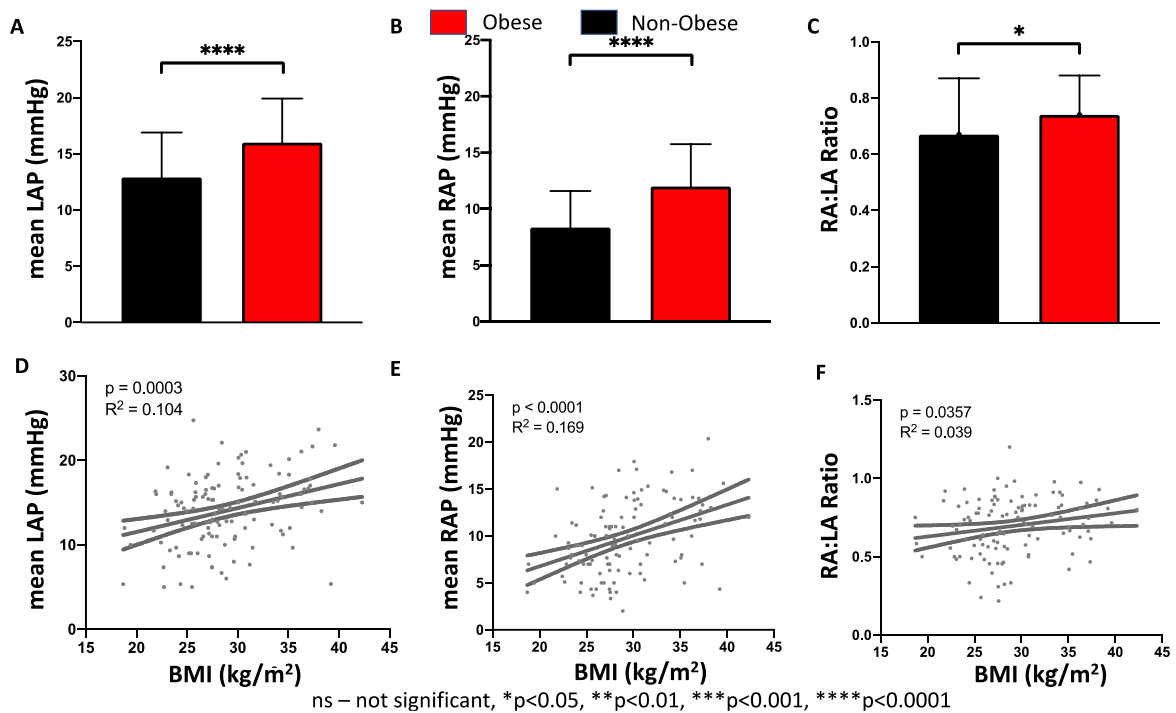 Obese Non-Obese
A
****
mean LAP (mmHg)
25
20
15
10
5
0
B
****
mean RAP (mmHg)
25
20
15
10
5
0
C
*
RA:LA Ratio
1.0
0.8
0.6
0.4
0.2
0.0
D
p = 0.0003
R² = 0.104
mean LAP (mmHg)
30
20
10
0
15 20 25 30 35 40 45
BMI (kg/m²)
E
p < 0.0001
R² = 0.169
mean RAP (mmHg)
25
20
15
10
5
0
15 20 25 30 35 40 45
BMI (kg/m²)
F
p = 0.0357
R² = 0.039
RA:LA Ratio
1.5
1.0
0.5
0.0
15 20 25 30 35 40 45
BMI (kg/m²)
ns – not significant, *p<0.05, **p<0.01, ***p<0.001, ****p<0.0001